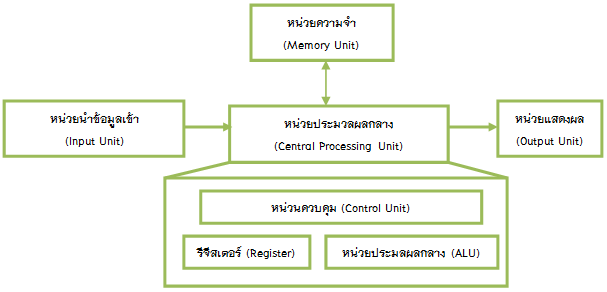 หน่วยความจำ
(Memory Unit)
หน่วยนำข้อมูลเข้า
(Input Unit)
หน่วยประมวลผลกลาง
(Central Processing Unit)
หน่วยแสดงผล
(Output Unit)
หน่วนควบคุม (Control Unit)
รีจีสเตอร์ (Register)
หน่วยประมลผลกลาง (ALU)